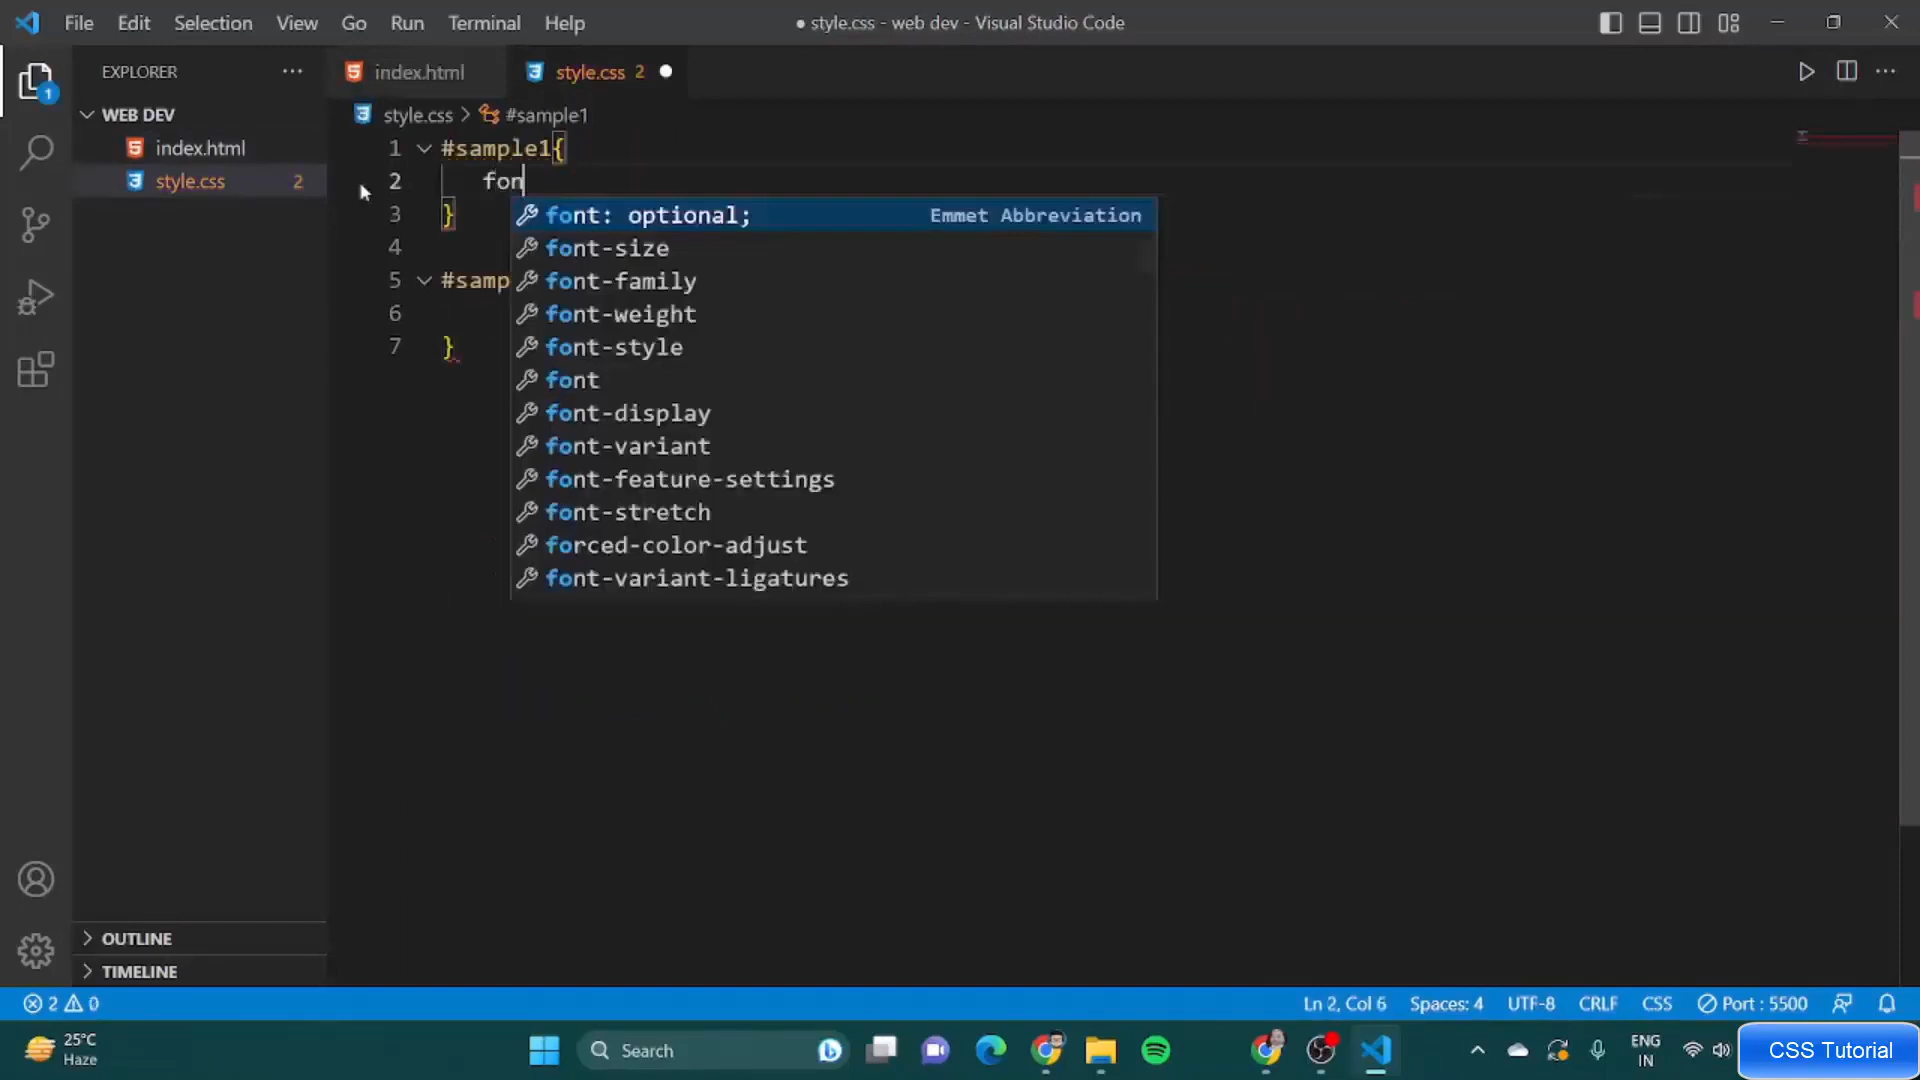 File Edit Selection View Go Run Terminal Help
● style.css - web dev - Visual Studio Code
EXPLORER
index.html
style.css 2
WEB DEV
index.html
style.css 2
1
style.css > #sample1
1 #sample1{
2 fon
3 }
4
5 #samp
6
7 }
font: optional; Emmet Abbreviation
font-size
font-family
font-weight
font-style
font
font-display
font-variant
font-feature-settings
font-stretch
forced-color-adjust
font-variant-ligatures
OUTLINE
TIMELINE
2 0
Ln 2, Col 6 Spaces: 4 UTF-8 CRLF CSS Port : 5500
25°C
Haze
Search
ENG
IN
CSS Tutorial